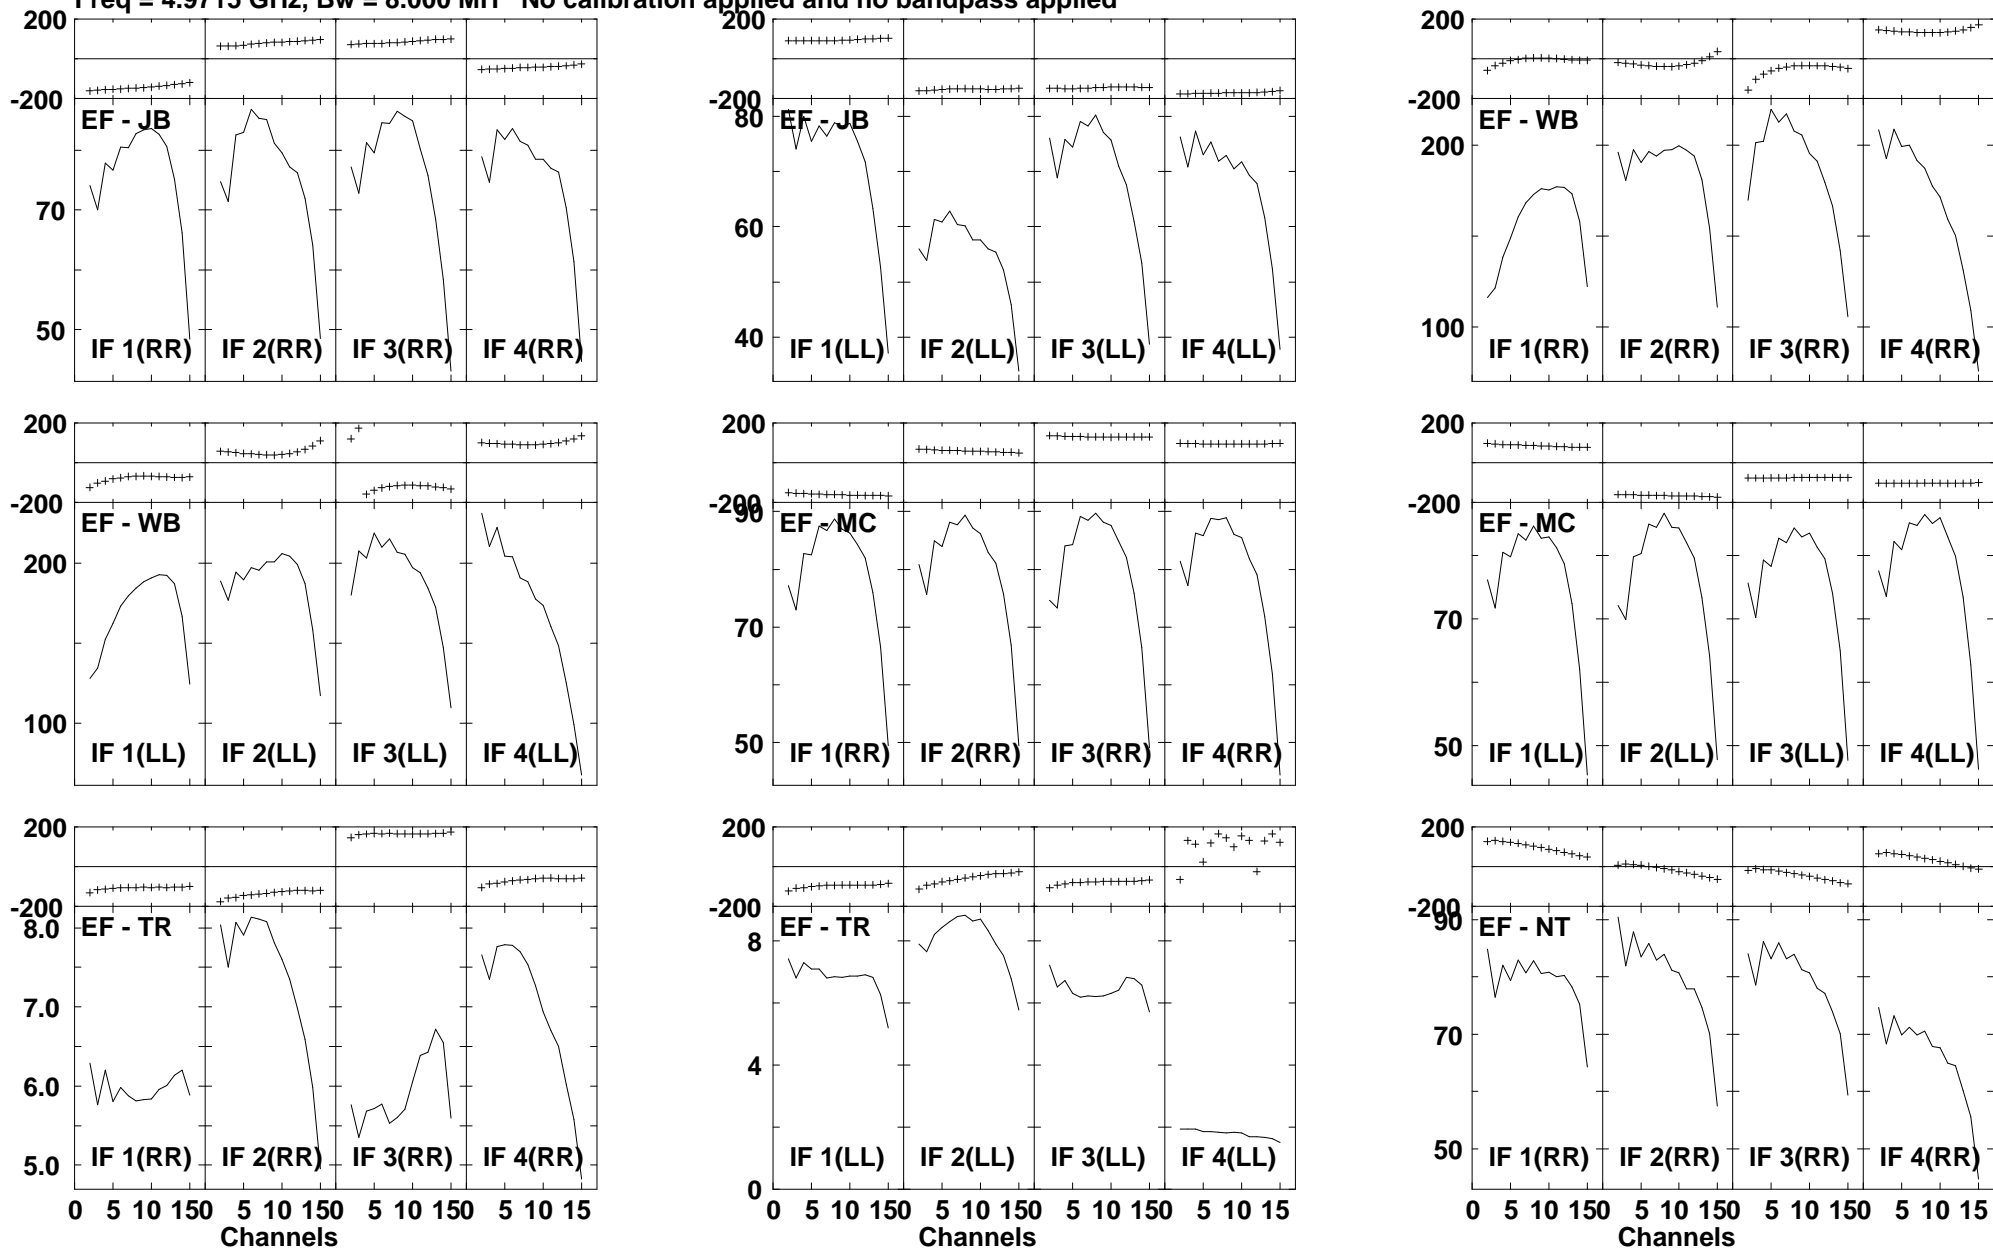 Freq = 4.9715 GHz, Bw = 8.000 MH No calibration applied and no bandpass applied
200 200 200
-200 -200 -200
EF - JB EF - JB EF - WB
80 200
70 60
50 40 100
IF 1(RR) IF 2(RR) IF 3(RR) IF 4(RR) IF 1(LL) IF 2(LL) IF 3(LL) IF 4(LL) IF 1(RR) IF 2(RR) IF 3(RR) IF 4(RR)
200 200 200
-200 -200 -200
EF - WB EF - MC EF - MC
90
200 70 70
100 50 50
IF 1(LL) IF 2(LL) IF 3(LL) IF 4(LL) IF 1(RR) IF 2(RR) IF 3(RR) IF 4(RR) IF 1(LL) IF 2(LL) IF 3(LL) IF 4(LL)
200 200 200
-200 -200 -200
EF - TR EF - TR EF - NT
8.0 8 90
7.0 70
6.0 4
5.0 0 50
IF 1(RR) IF 2(RR) IF 3(RR) IF 4(RR) IF 1(LL) IF 2(LL) IF 3(LL) IF 4(LL) IF 1(RR) IF 2(RR) IF 3(RR) IF 4(RR)
0 5 10 150 5 10 150 5 10 150 5 10 15
0 5 10 150 5 10 150 5 10 150 5 10 15
0 5 10 150 5 10 150 5 10 150 5 10 15
Channels Channels Channels